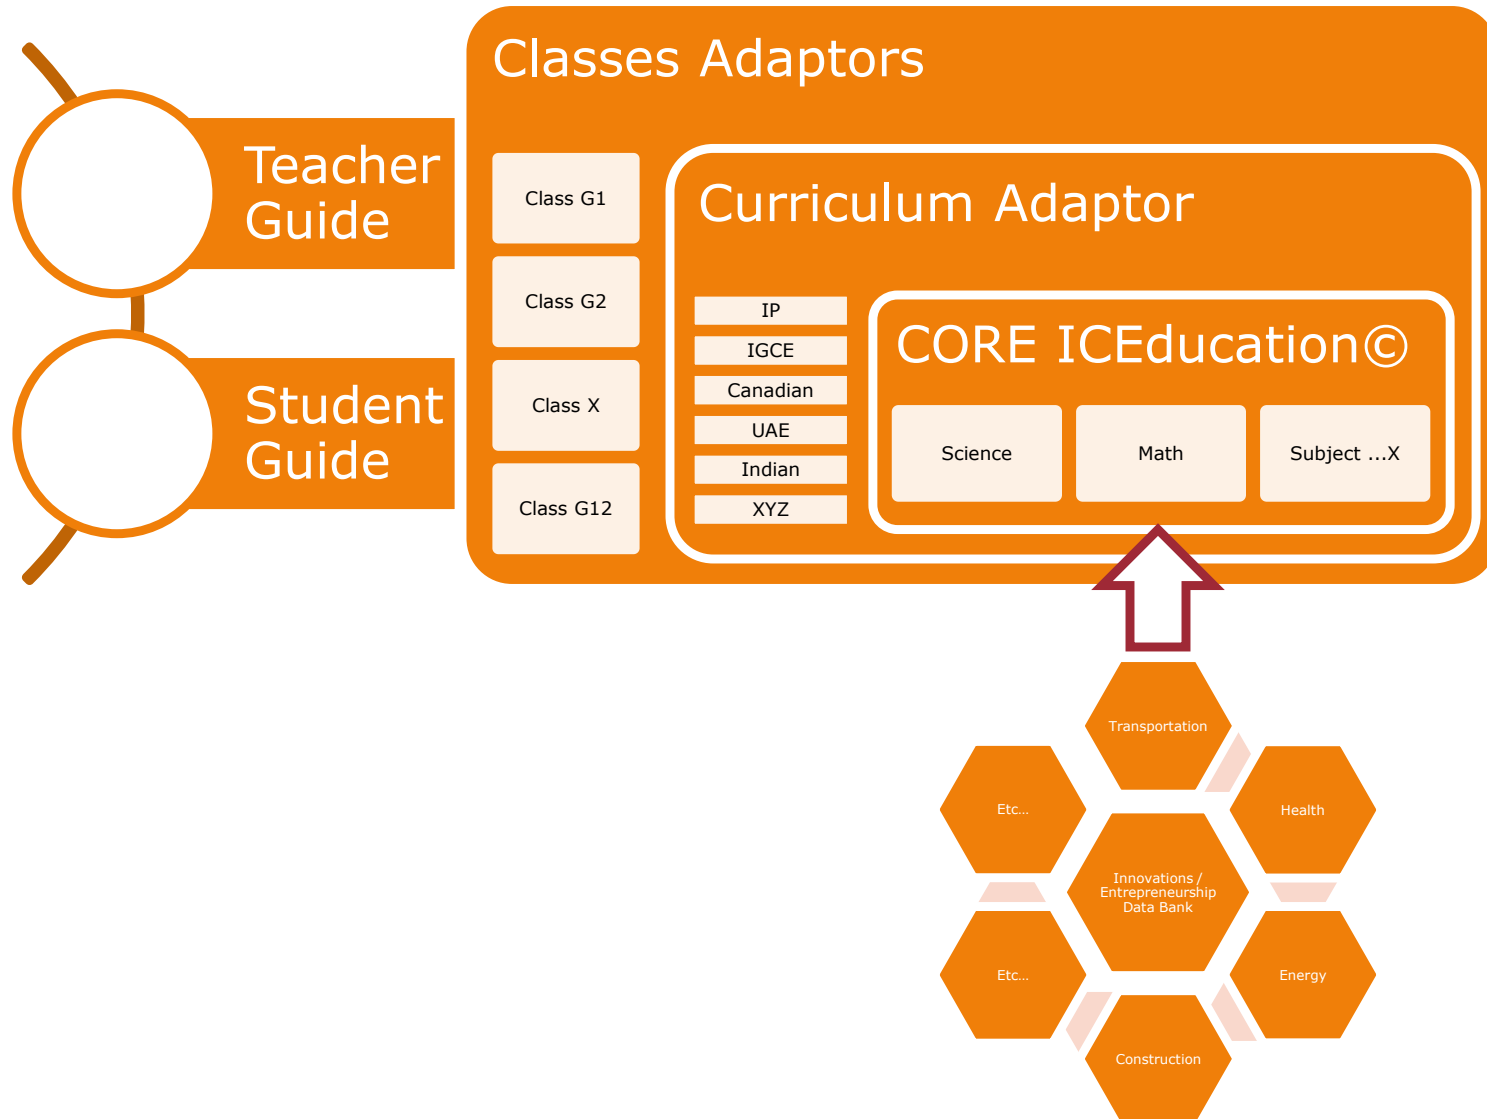 Classes Adaptors
Teacher
Guide
Student
Guide
Class G1
Class G2
Class X
Class G12
Curriculum Adaptor
IP
IGCE
Canadian
UAE
Indian
XYZ
CORE ICEducation©
Science
Math
Subject ...X
Transportation
Etc...
Health
Innovations /
Entrepreneurship
Data Bank
Etc...
Energy
Construction